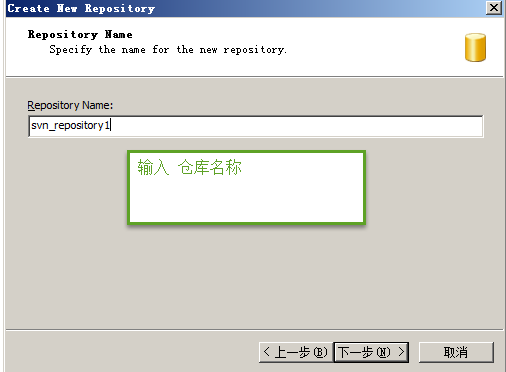 Create New Repository
Repository Name
Specify the name for the new repository.
Repository Name:
svn_repository1
输入 仓库名称
< 上一步(B)
下一步(N) >
取消